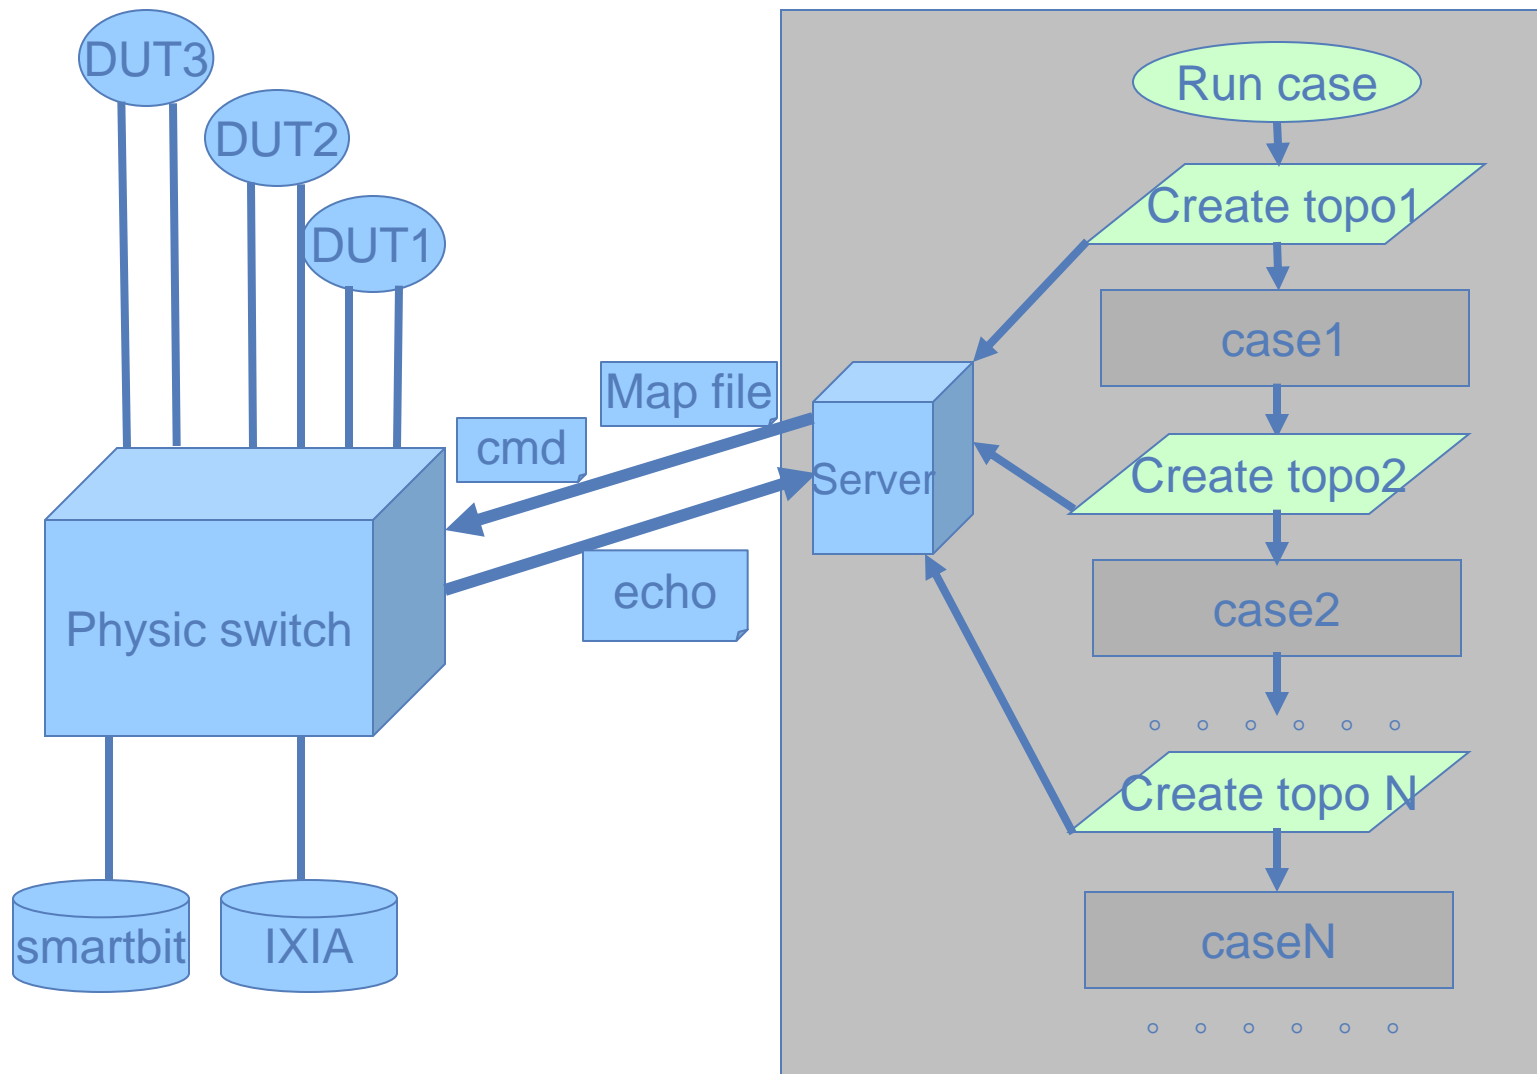 DUT3
DUT2
DUT1
Map file
cmd
echo
Physic switch
smartbit
IXIA
Server
Run case
Create topo1
case1
Create topo2
case2
Create topo N
caseN